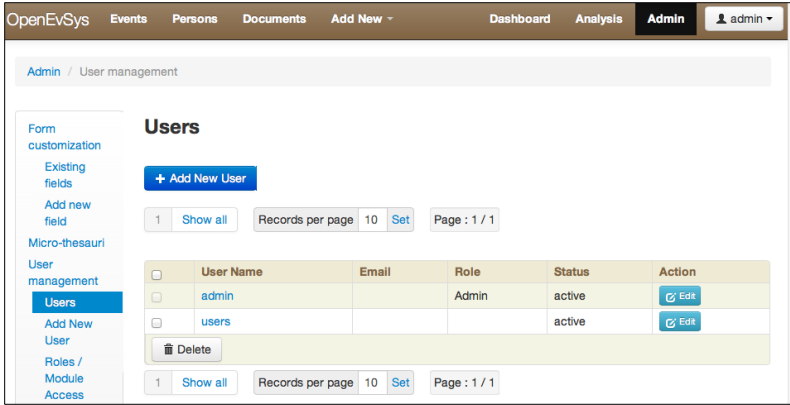 OpenEvSys Events Persons Documents Add New Dashboard Analysis Admin admin
Admin / User management
Form
customization
Existing
fields
Add new
field
Micro-thesauri
User
management
Users
Add New
User
Roles /
Module
Access
Users
+ Add New User
1 Show all Records per page 10 Set Page : 1 / 1
User Name Email Role Status Action
admin Admin active Edit
users active Edit
Delete
1 Show all Records per page 10 Set Page : 1 / 1